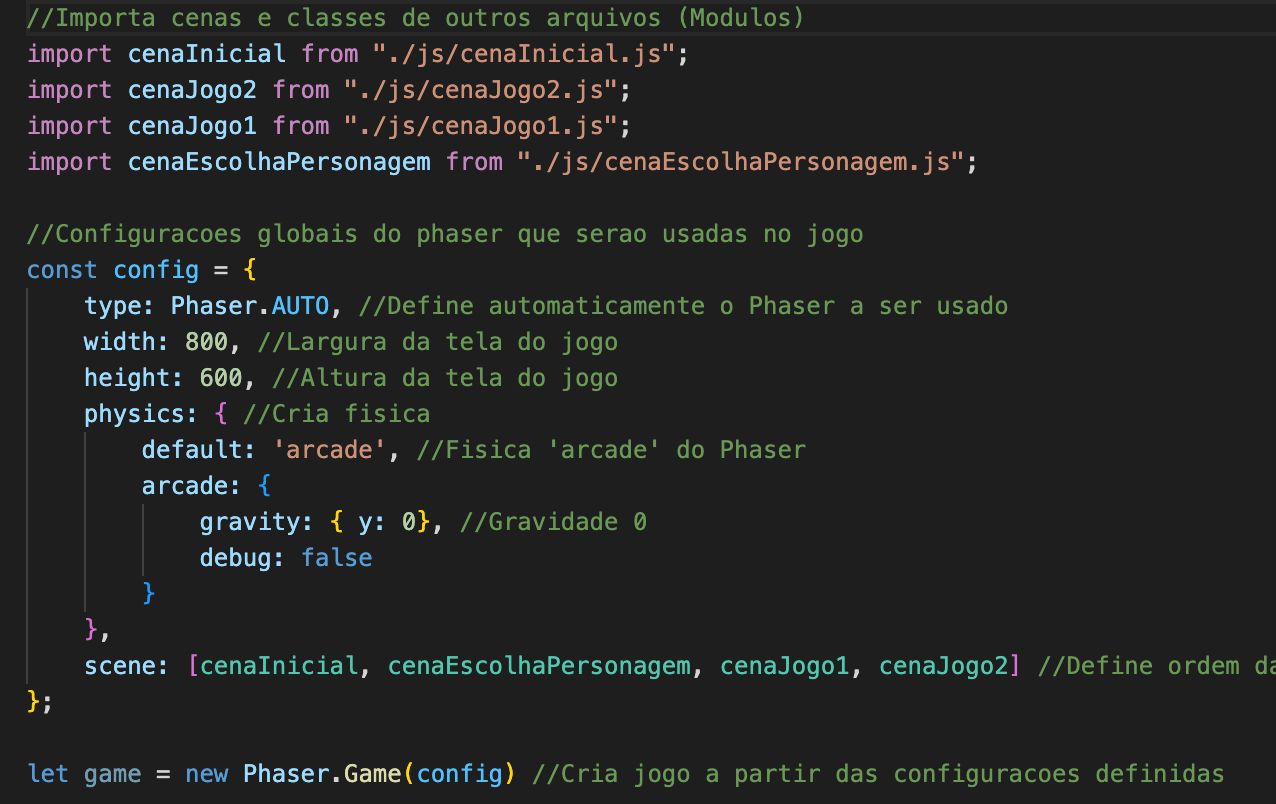 //Importa cenas e classes de outros arquivos (Modulos)
import cenaInicial from "./js/cenaInicial.js";
import cenaJogo2 from "./js/cenaJogo2.js";
import cenaJogo1 from "./js/cenaJogo1.js";
import cenaEscolhaPersonagem from "./js/cenaEscolhaPersonagem.js";

//Configuracoes globais do phaser que serao usadas no jogo
const config = {
    type: Phaser.AUTO, //Define automaticamente o Phaser a ser usado
    width: 800, //Largura da tela do jogo
    height: 600, //Altura da tela do jogo
    physics: { //Cria fisica
        default: 'arcade', //Fisica 'arcade' do Phaser
        arcade: {
            gravity: { y: 0}, //Gravidade 0
            debug: false
        }
    },
    scene: [cenaInicial, cenaEscolhaPersonagem, cenaJogo1, cenaJogo2] //Define ordem
};

let game = new Phaser.Game(config) //Cria jogo a partir das configuracoes definidas